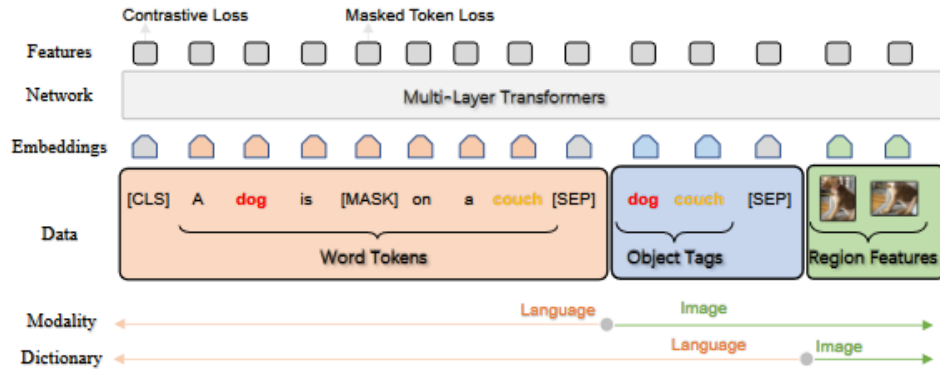 Contrastive Loss Masked Token Loss
Features
Network Multi-Layer Transformers
Embeddings
Data [CLS] A dog is [MASK] on a couch [SEP] dog couch [SEP]
Word Tokens Object Tags Region Features
Modality Language Image
Dictionary Language Image